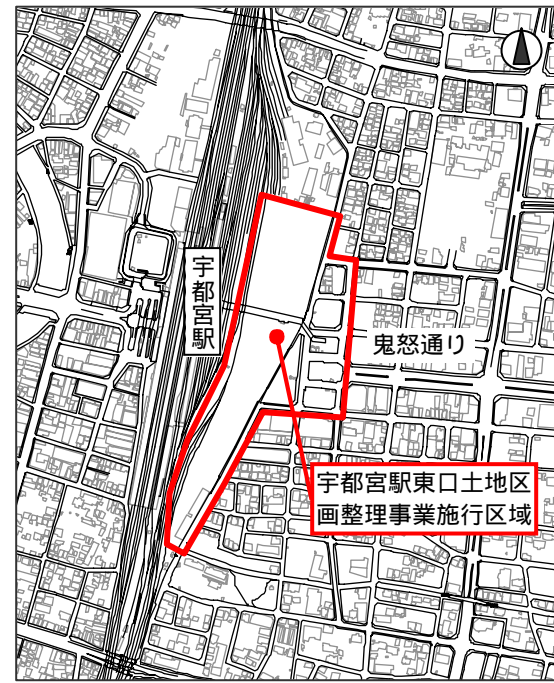 宇都宮駅
鬼怒通り
宇都宮駅東口土地区
画整理事業施行区域